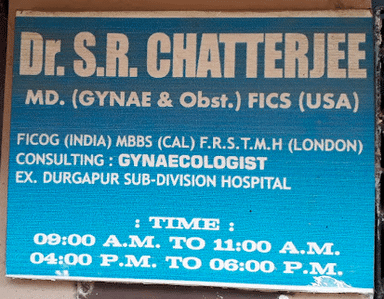 Dr. S.R. CHATTERJEE
MD. (GYNAE & Obst.) FICS (USA)
FICOG (INDIA) MBBS (CAL) F.R.S.T.M.H (LONDON)
CONSULTING : GYNAECOLOGIST
EX. DURGAPUR SUB-DIVISION HOSPITAL
: TIME :
09:00 A.M. TO 11:00 A.M.
04:00 P.M. TO 06:00 P.M.